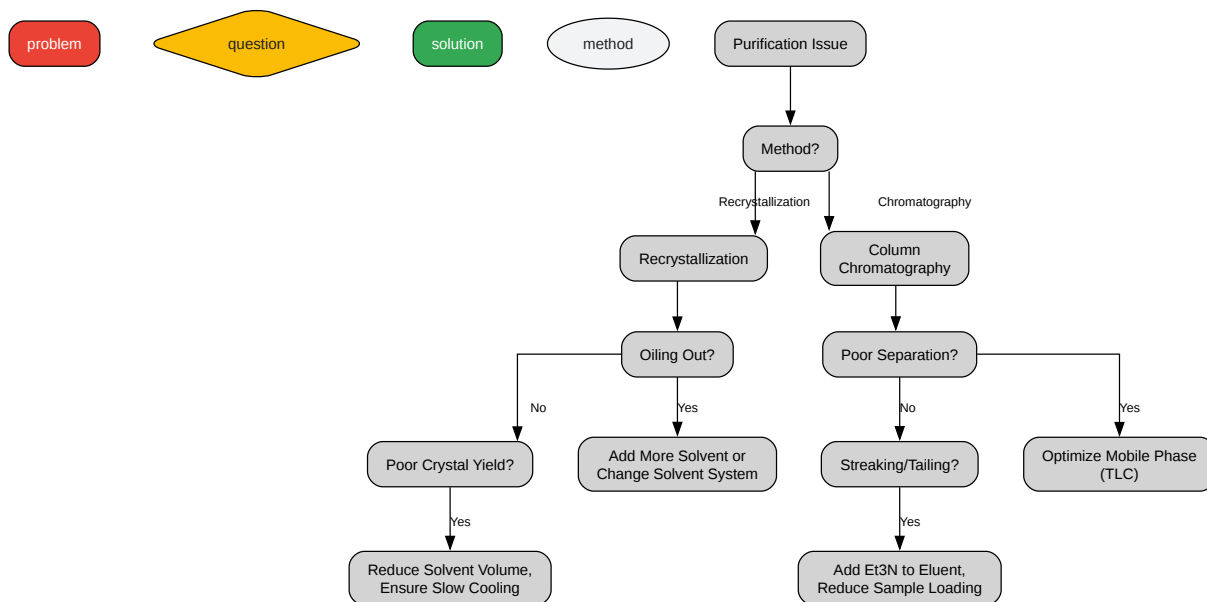 problem
question
solution
method
Purification Issue
Method?
Recrystallization
Chromatography
Recrystallization
Column
Chromatography
Oiling Out?
Poor Separation?
No
Yes
No
Yes
Poor Crystal Yield?
Add More Solvent or
Change Solvent System
Streaking/Tailing?
Optimize Mobile Phase
(TLC)
Yes
Yes
Reduce Solvent Volume,
Ensure Slow Cooling
Add Et3N to Eluent,
Reduce Sample Loading